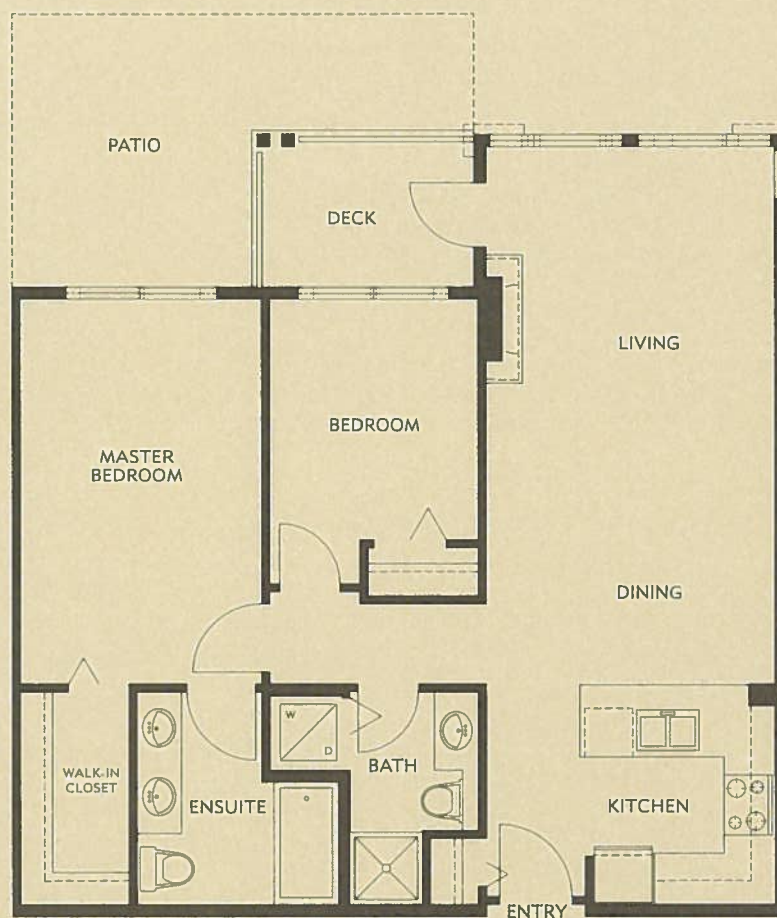 PATIO
DECK
LIVING
BEDROOM
MASTER
BEDROOM
DINING
W
D
BATH
WALK-IN
CLOSET
ENSUITE
KITCHEN
ENTRY